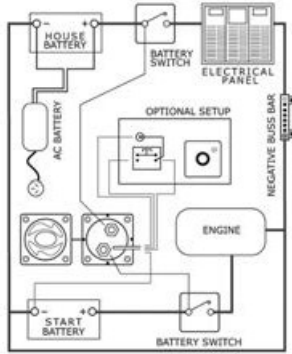 - +
HOUSE
BATTERY
BATTERY
SWITCH
ELECTRICAL
PANEL
AC BATTERY
OPTIONAL SETUP
NEGATIVE BUSS BAR
ENGINE
- +
START
BATTERY
BATTERY SWITCH